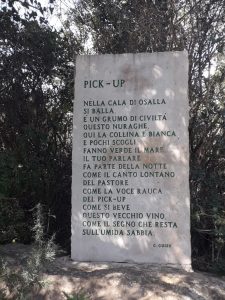 PICK-UP
NELLA CALA DI OSALLA
SI BALLA
È UN GRUMO DI CIVILTÀ
QUESTO NURAGHE.
QUI LA COLLINA È BIANCA
E POCHI SCOGLI
FANNO VERDE IL MARE
IL TUO PARLARE
FA PARTE DELLA NOTTE
COME IL CANTO LONTANO
DEL PASTORE
COME LA VOCE RAUCA
DEL PICK-UP
COME SI BEVE
QUESTO VECCHIO VINO
COME IL SEGNO CHE RESTA
SULL'UMIDA SABBIA.